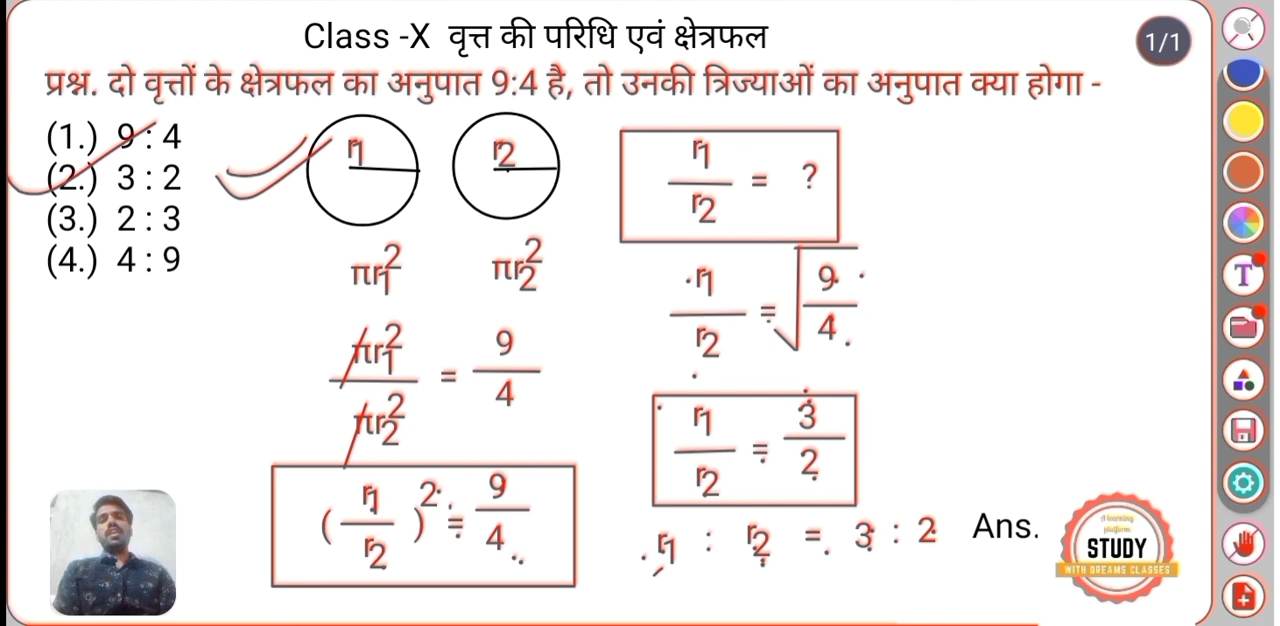 Class -X वृत्त की परिधि एवं क्षेत्रफल
1/1
प्रश्न. दो वृत्तों के क्षेत्रफल का अनुपात 9:4 है, तो उनकी त्रिज्याओं का अनुपात क्या होगा -
(1.) 9 : 4
(2.) 3 : 2
(3.) 2 : 3
(4.) 4 : 9
r1 r2
r1/r2 = ?
πr1² πr2²
r1/r2 = √9/4
πr1²/πr2² = 9/4
r1/r2 = 3/2
(r1/r2)² = 9/4
r1 : r2 = 3 : 2 Ans.
A learning
platform
STUDY
WITH DREAMS CLASSES
T